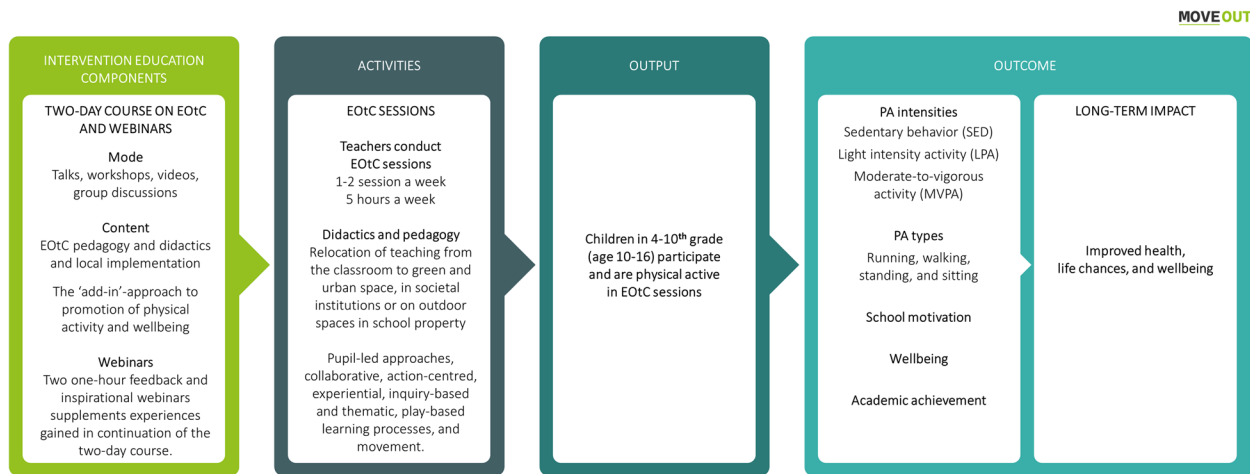 MOVEOUT
INTERVENTION EDUCATION
COMPONENTS
TWO-DAY COURSE ON EOtC
AND WEBINARS
Mode
Talks, workshops, videos,
group discussions
Content
EOtC pedagogy and didactics
and local implementation
The ‘add-in’-approach to
promotion of physical
activity and wellbeing
Webinars
Two one-hour feedback and
inspirational webinars
supplements experiences
gained in continuation of the
two-day course.
ACTIVITIES
EOtC SESSIONS
Teachers conduct
EOtC sessions
1-2 session a week
5 hours a week
Didactics and pedagogy
Relocation of teaching from
the classroom to green and
urban space, in societal
institutions or on outdoor
spaces in school property
Pupil-led approaches,
collaborative, action-centred,
experiential, inquiry-based
and thematic, play-based
learning processes, and
movement.
OUTPUT
Children in 4-10th grade
(age 10-16) participate
and are physical active
in EOtC sessions
OUTCOME
PA intensities
Sedentary behavior (SED)
Light intensity activity (LPA)
Moderate-to-vigorous
activity (MVPA)
PA types
Running, walking,
standing, and sitting
School motivation
Wellbeing
Academic achievement
LONG-TERM IMPACT
Improved health,
life chances, and wellbeing